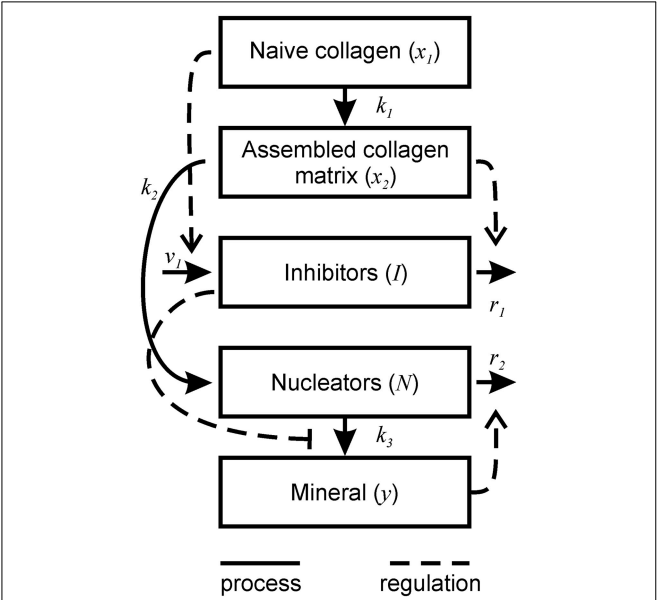 Naive collagen (x1)
k1
Assembled collagen
matrix (x2)
k2
v1
Inhibitors (I)
r1
r2
Nucleators (N)
k3
Mineral (y)
process
regulation